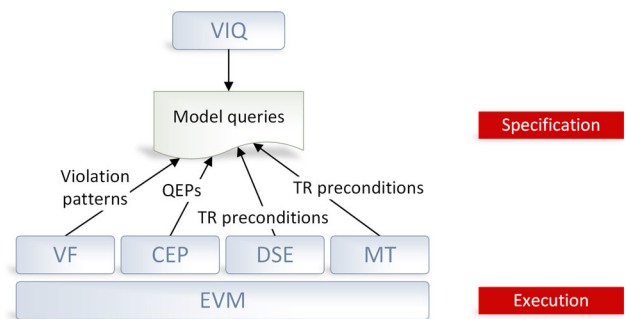 VIQ
Model queries
Specification
Violation
patterns
QEPs
TR preconditions
TR preconditions
VF
CEP
DSE
MT
EVM
Execution